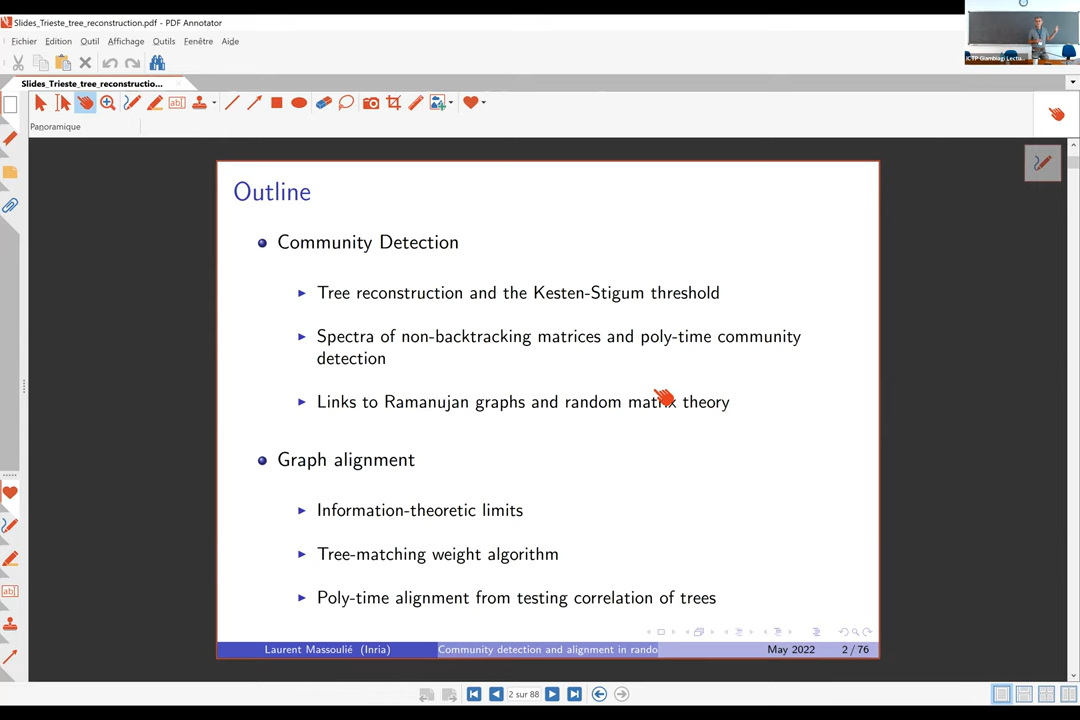 Slides_Trieste_tree_reconstruction.pdf - PDF Annotator
Fichier Edition Outil Affichage Outils Fenêtre Aide
Slides_Trieste_tree_reconstructio...
Panoramique
ICTP Giambiagi Lectu...
Outline
Community Detection
Tree reconstruction and the Kesten-Stigum threshold
Spectra of non-backtracking matrices and poly-time community
detection
Links to Ramanujan graphs and random matrix theory
Graph alignment
Information-theoretic limits
Tree-matching weight algorithm
Poly-time alignment from testing correlation of trees
Laurent Massoulié (Inria) Community detection and alignment in rando May 2022 2 / 76
2 sur 88